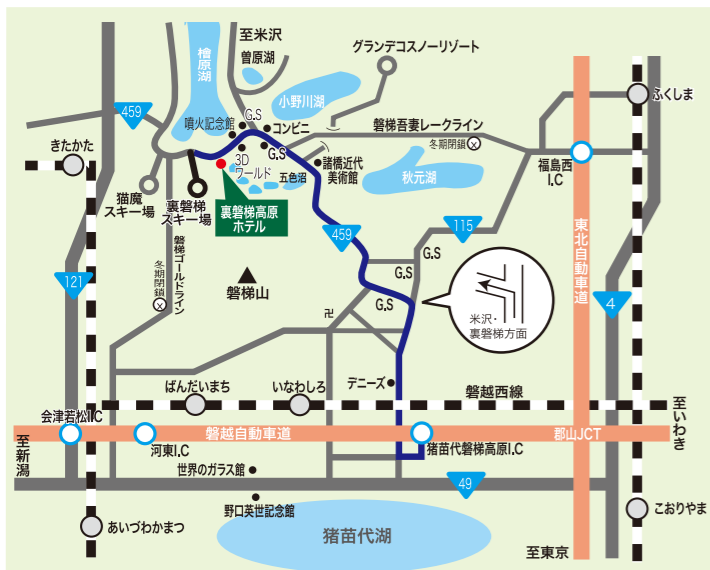 至米沢
曽原湖
グランデコスノーリゾート
檜原湖
小野川湖
ふくしま
459
噴火記念館
G.S
コンビニ
磐梯吾妻レークライン
冬期閉鎖
X
きたかた
G.S
3D
ワールド
五色沼
諸橋近代
美術館
秋元湖
福島西
I.C
猫魔
スキー場
裏磐梯
スキー場
裏磐梯高原
ホテル
459
115
磐梯ゴールドライン
冬期閉鎖
X
東北自動車道
121
磐梯山
G.S
G.S
米沢・
裏磐梯方面
4
卍
デニーズ
ばんだいまち
いなわしろ
磐越西線
至いわき
会津若松I.C
至新潟
河東I.C
磐越自動車道
猪苗代磐梯高原I.C
郡山JCT
世界のガラス館
49
野口英世記念館
こおりやま
あいづわかまつ
猪苗代湖
至東京